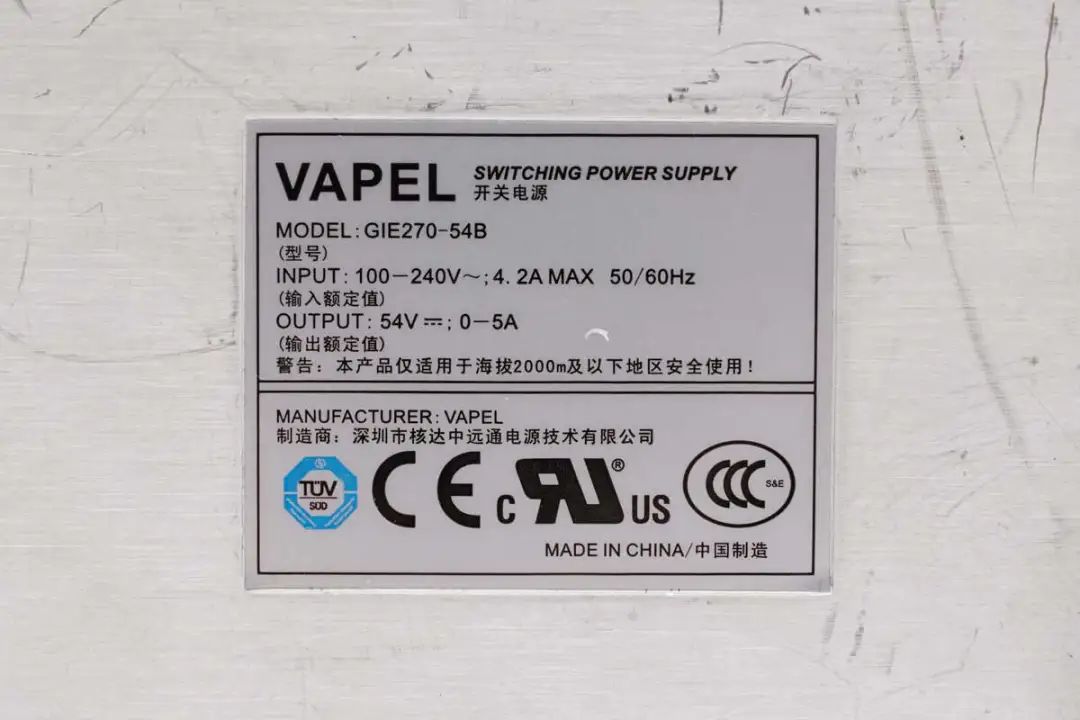 VAPEL SWITCHING POWER SUPPLY
开关电源
MODEL: GIE270-54B
(型号)
INPUT: 100-240V~; 4.2A MAX 50/60Hz
(输入额定值)
OUTPUT: 54V⎓; 0-5A
(输出额定值)
警告: 本产品仅适用于海拔2000m及以下地区安全使用!
MANUFACTURER: VAPEL
制造商: 深圳市核达中远通电源技术有限公司
TÜV
SÜD
CE
c RU® US
CCC S&E
MADE IN CHINA/中国制造